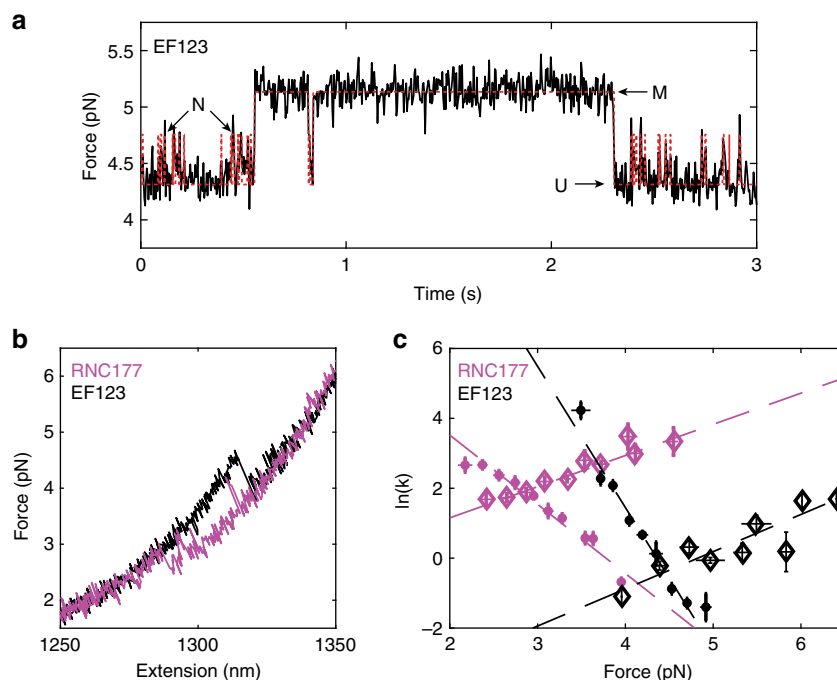 a
EF123
N
M
U
Force (pN)
5.5
5
4.5
4
0 1 2 3
Time (s)
b
RNC177
EF123
Force (pN)
6
5
4
3
2
1250 1300 1350
Extension (nm)
c
RNC177
EF123
ln(k)
6
4
2
0
−2
2 3 4 5 6
Force (pN)